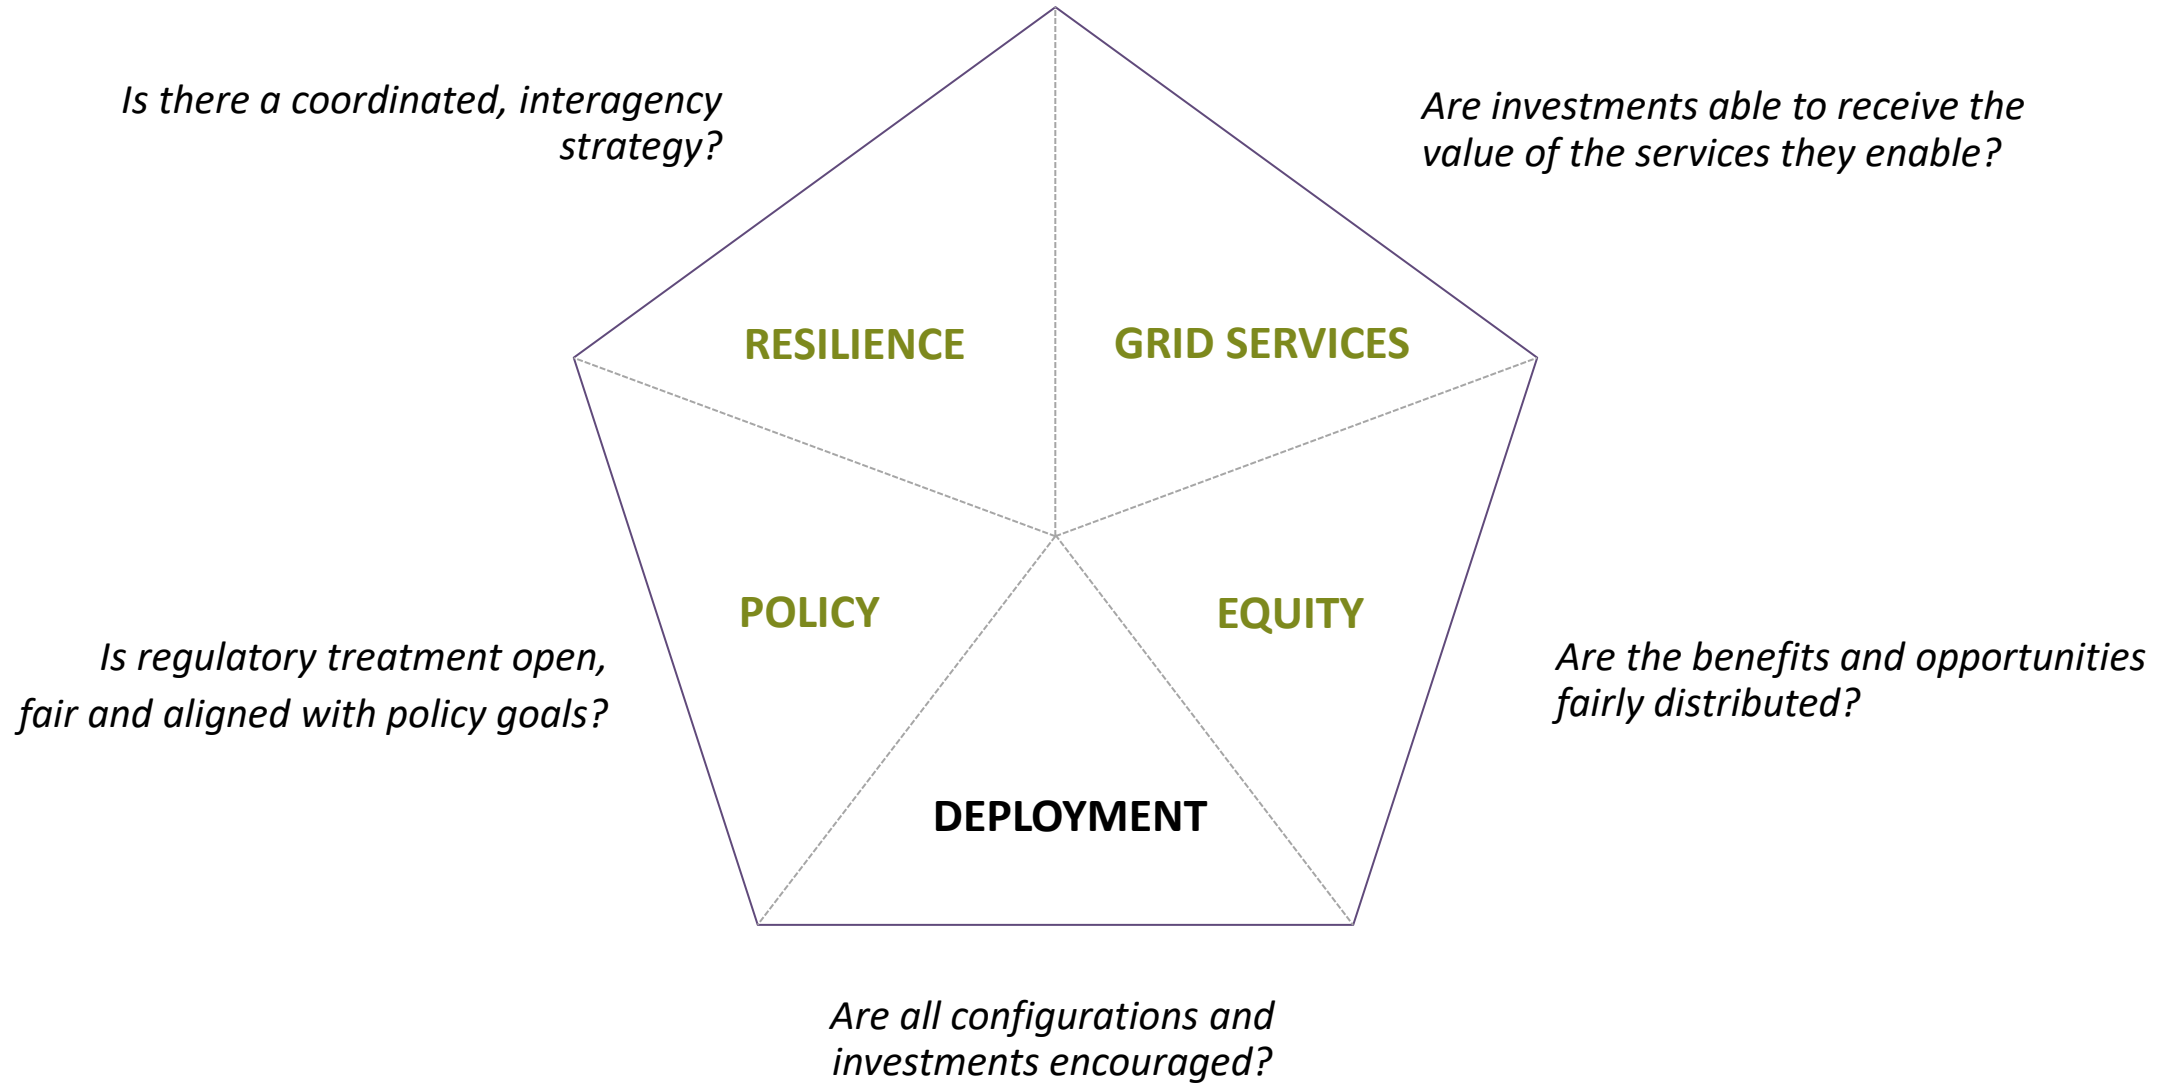 Is there a coordinated, interagency
strategy?
Are investments able to receive the
value of the services they enable?
RESILIENCE
GRID SERVICES
POLICY
EQUITY
Is regulatory treatment open,
fair and aligned with policy goals?
Are the benefits and opportunities
fairly distributed?
DEPLOYMENT
Are all configurations and
investments encouraged?